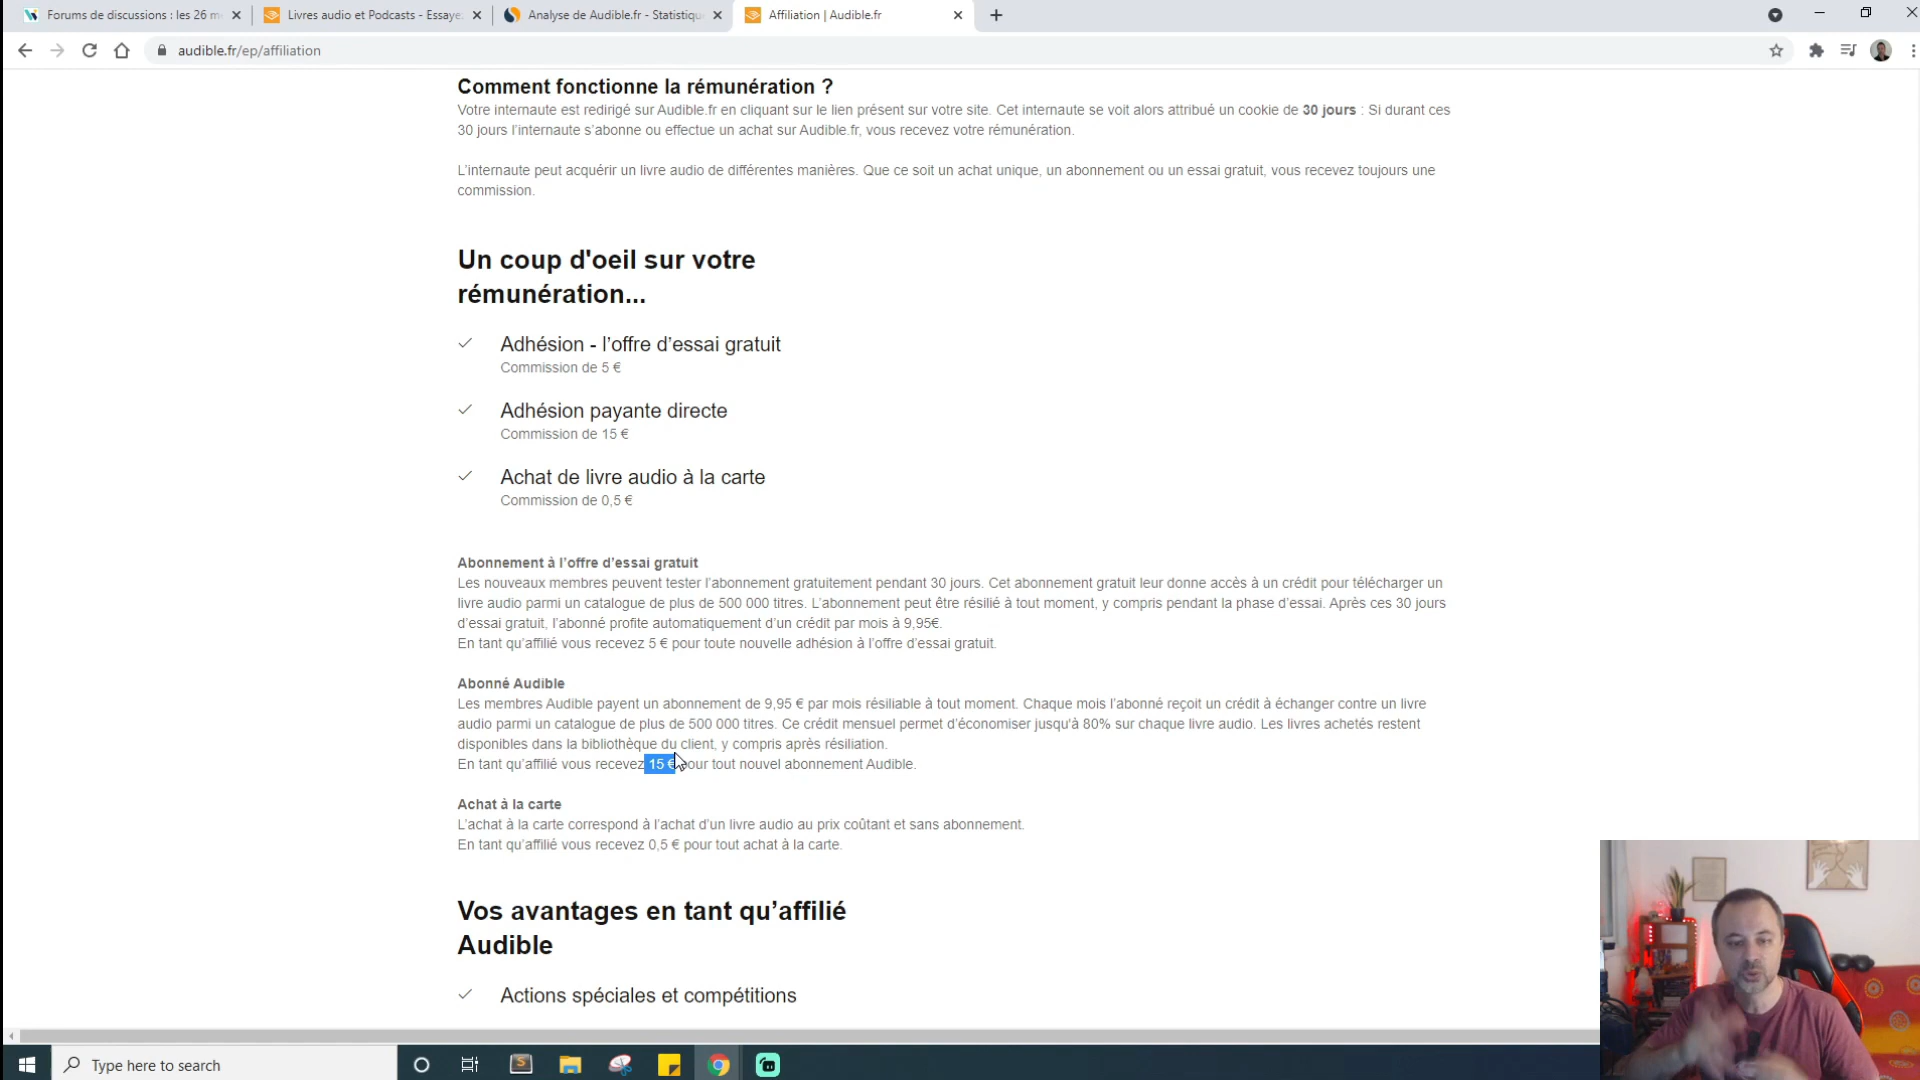 Forums de discussions : les 26 m
Livres audio et Podcasts - Essaye
Analyse de Audible.fr - Statistiqu
Affiliation | Audible.fr
audible.fr/ep/affiliation
Comment fonctionne la rémunération ?
Votre internaute est redirigé sur Audible.fr en cliquant sur le lien présent sur votre site. Cet internaute se voit alors attribué un cookie de 30 jours : Si durant ces
30 jours l’internaute s’abonne ou effectue un achat sur Audible.fr, vous recevez votre rémunération.
L’internaute peut acquérir un livre audio de différentes manières. Que ce soit un achat unique, un abonnement ou un essai gratuit, vous recevez toujours une
commission.
Un coup d'oeil sur votre
rémunération...
Adhésion - l’offre d’essai gratuit
Commission de 5 €
Adhésion payante directe
Commission de 15 €
Achat de livre audio à la carte
Commission de 0,5 €
Abonnement à l’offre d’essai gratuit
Les nouveaux membres peuvent tester l’abonnement gratuitement pendant 30 jours. Cet abonnement gratuit leur donne accès à un crédit pour télécharger un
livre audio parmi un catalogue de plus de 500 000 titres. L’abonnement peut être résilié à tout moment, y compris pendant la phase d’essai. Après ces 30 jours
d’essai gratuit, l’abonné profite automatiquement d’un crédit par mois à 9,95€.
En tant qu’affilié vous recevez 5 € pour toute nouvelle adhésion à l’offre d’essai gratuit.
Abonné Audible
Les membres Audible payent un abonnement de 9,95 € par mois résiliable à tout moment. Chaque mois l’abonné reçoit un crédit à échanger contre un livre
audio parmi un catalogue de plus de 500 000 titres. Ce crédit mensuel permet d’économiser jusqu'à 80% sur chaque livre audio. Les livres achetés restent
disponibles dans la bibliothèque du client, y compris après résiliation.
En tant qu’affilié vous recevez 15 € pour tout nouvel abonnement Audible.
Achat à la carte
L’achat à la carte correspond à l’achat d’un livre audio au prix coûtant et sans abonnement.
En tant qu’affilié vous recevez 0,5 € pour tout achat à la carte.
Vos avantages en tant qu’affilié
Audible
Actions spéciales et compétitions
Type here to search